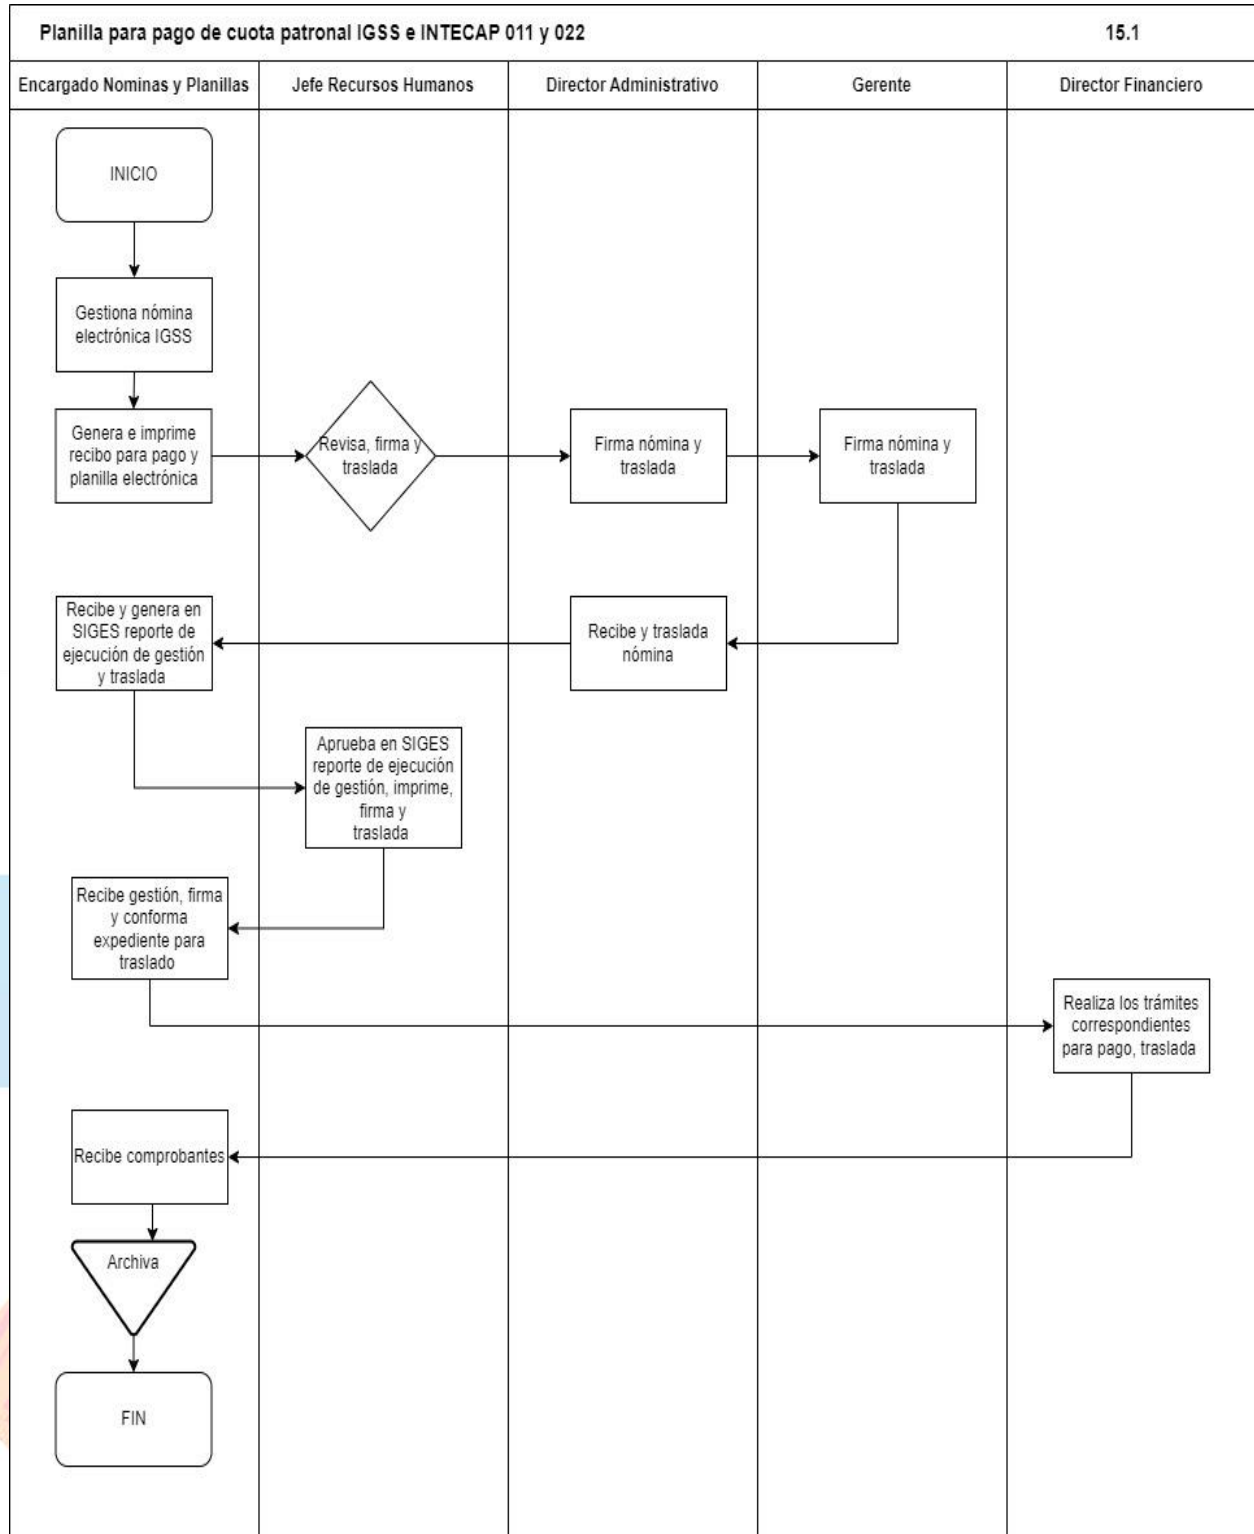 Planilla para pago de cuota patronal IGSS e INTECAP 011 y 022
15.1
Encargado Nominas y Planillas
Jefe Recursos Humanos
Director Administrativo
Gerente
Director Financiero
INICIO
Gestiona nómina
electrónica IGSS
Genera e imprime
recibo para pago y
planilla electrónica
Revisa, firma y
traslada
Firma nómina y
traslada
Firma nómina y
traslada
Recibe y traslada
nómina
Recibe y genera en
SIGES reporte de
ejecución de gestión
y traslada
Aprueba en SIGES
reporte de ejecución
de gestión, imprime,
firma y
traslada
Recibe gestión, firma
y conforma
expediente para
traslado
Realiza los trámites
correspondientes
para pago, traslada
Recibe comprobantes
Archiva
FIN